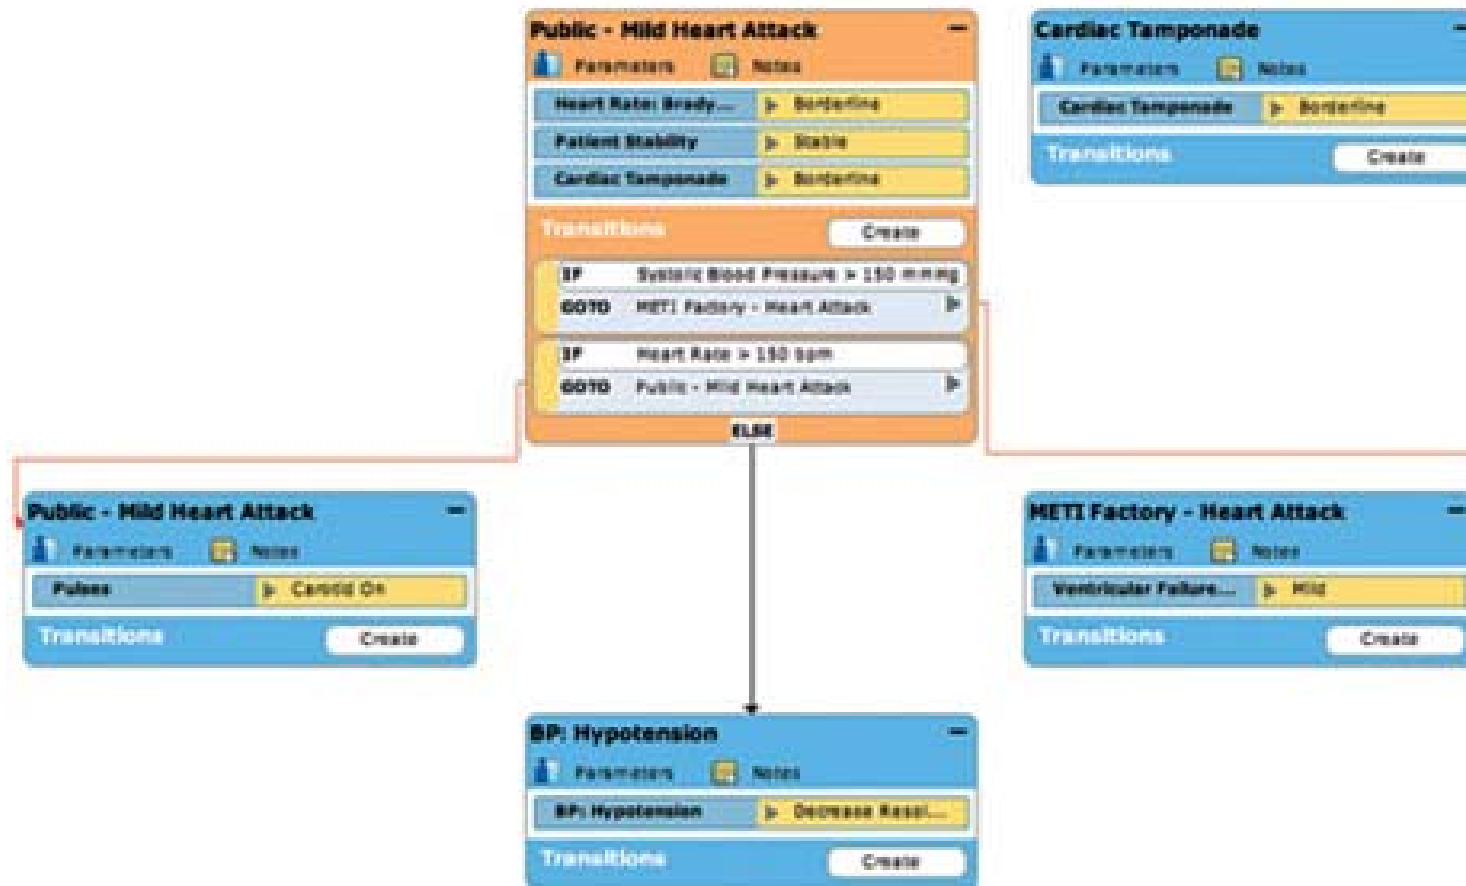 Public - Mild Heart Attack
Parameters Notes
Heart Rate: Brady... Borderline
Patient Stability Stable
Cardiac Tamponade Borderline
Transitions Create
IF Systolic Blood Pressure > 150 mmHg
GOTO METI Factory - Heart Attack
IF Heart Rate > 150 bpm
GOTO Public - Mild Heart Attack
ELSE
Cardiac Tamponade
Parameters Notes
Cardiac Tamponade Borderline
Transitions Create
Public - Mild Heart Attack
Parameters Notes
Pulses Carotid On
Transitions Create
METI Factory - Heart Attack
Parameters Notes
Ventricular Failure... Mild
Transitions Create
BP: Hypotension
Parameters Notes
BP: Hypotension Decrease Resol...
Transitions Create